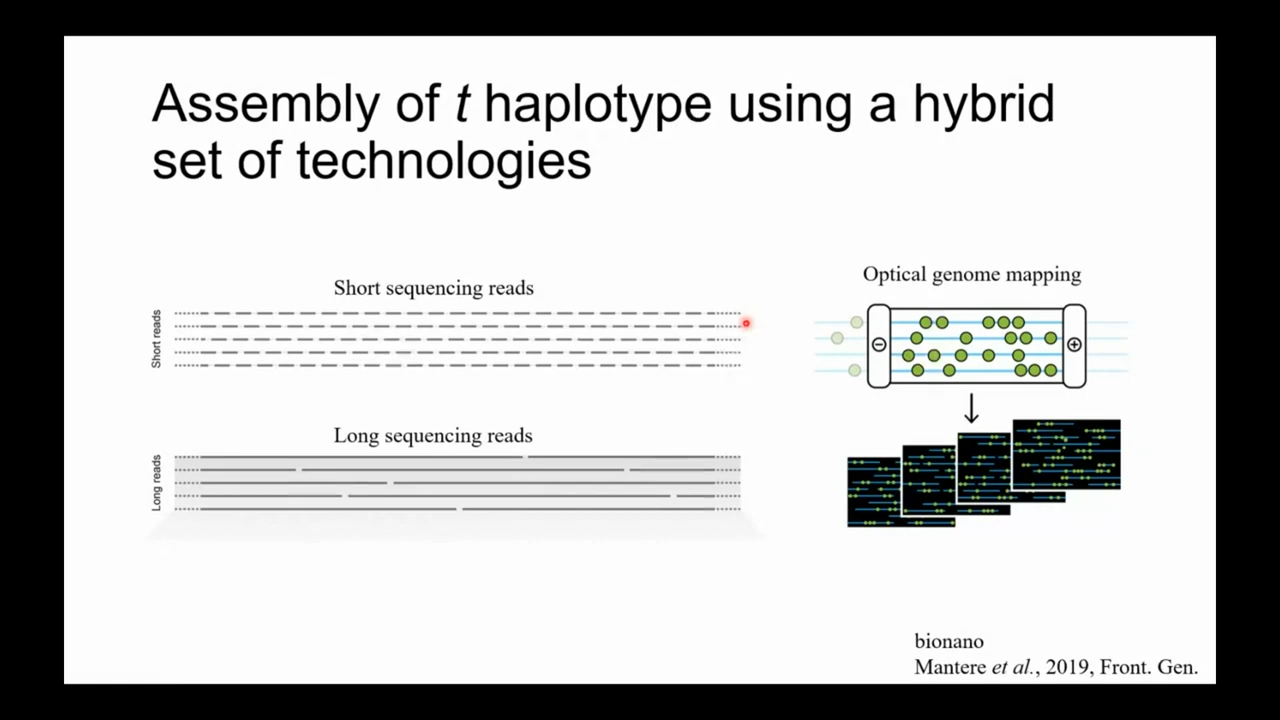 Assembly of t haplotype using a hybrid
set of technologies
Short sequencing reads
Short reads
Long sequencing reads
Long reads
Optical genome mapping
bionano
Mantere et al., 2019, Front. Gen.